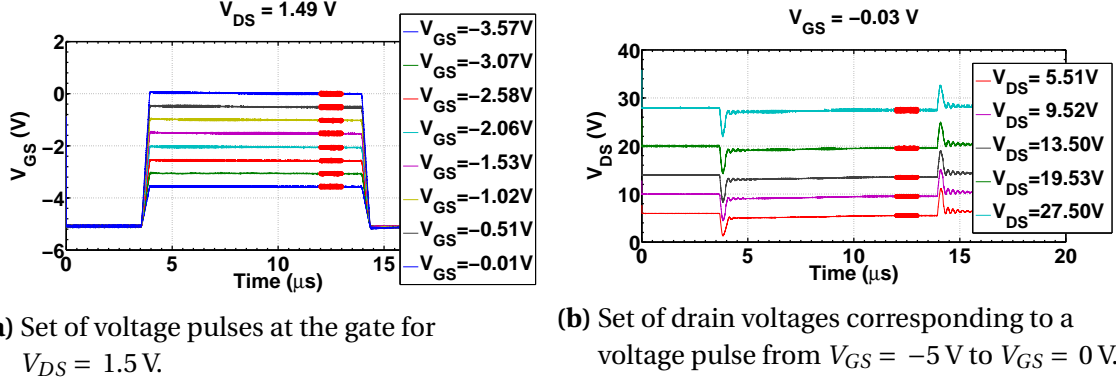 V_DS = 1.49 V
V_GS (V)
2
0
−2
−4
−6
0
5
10
15
Time (μs)
V_GS=−3.57V
V_GS=−3.07V
V_GS=−2.58V
V_GS=−2.06V
V_GS=−1.53V
V_GS=−1.02V
V_GS=−0.51V
V_GS=−0.01V
) Set of voltage pulses at the gate for
V_DS = 1.5 V.
V_GS = −0.03 V
V_DS (V)
40
30
20
10
0
0
5
10
15
20
Time (μs)
V_DS= 5.51V
V_DS= 9.52V
V_DS=13.50V
V_DS=19.53V
V_DS=27.50V
(b) Set of drain voltages corresponding to a
voltage pulse from V_GS = −5 V to V_GS = 0 V.